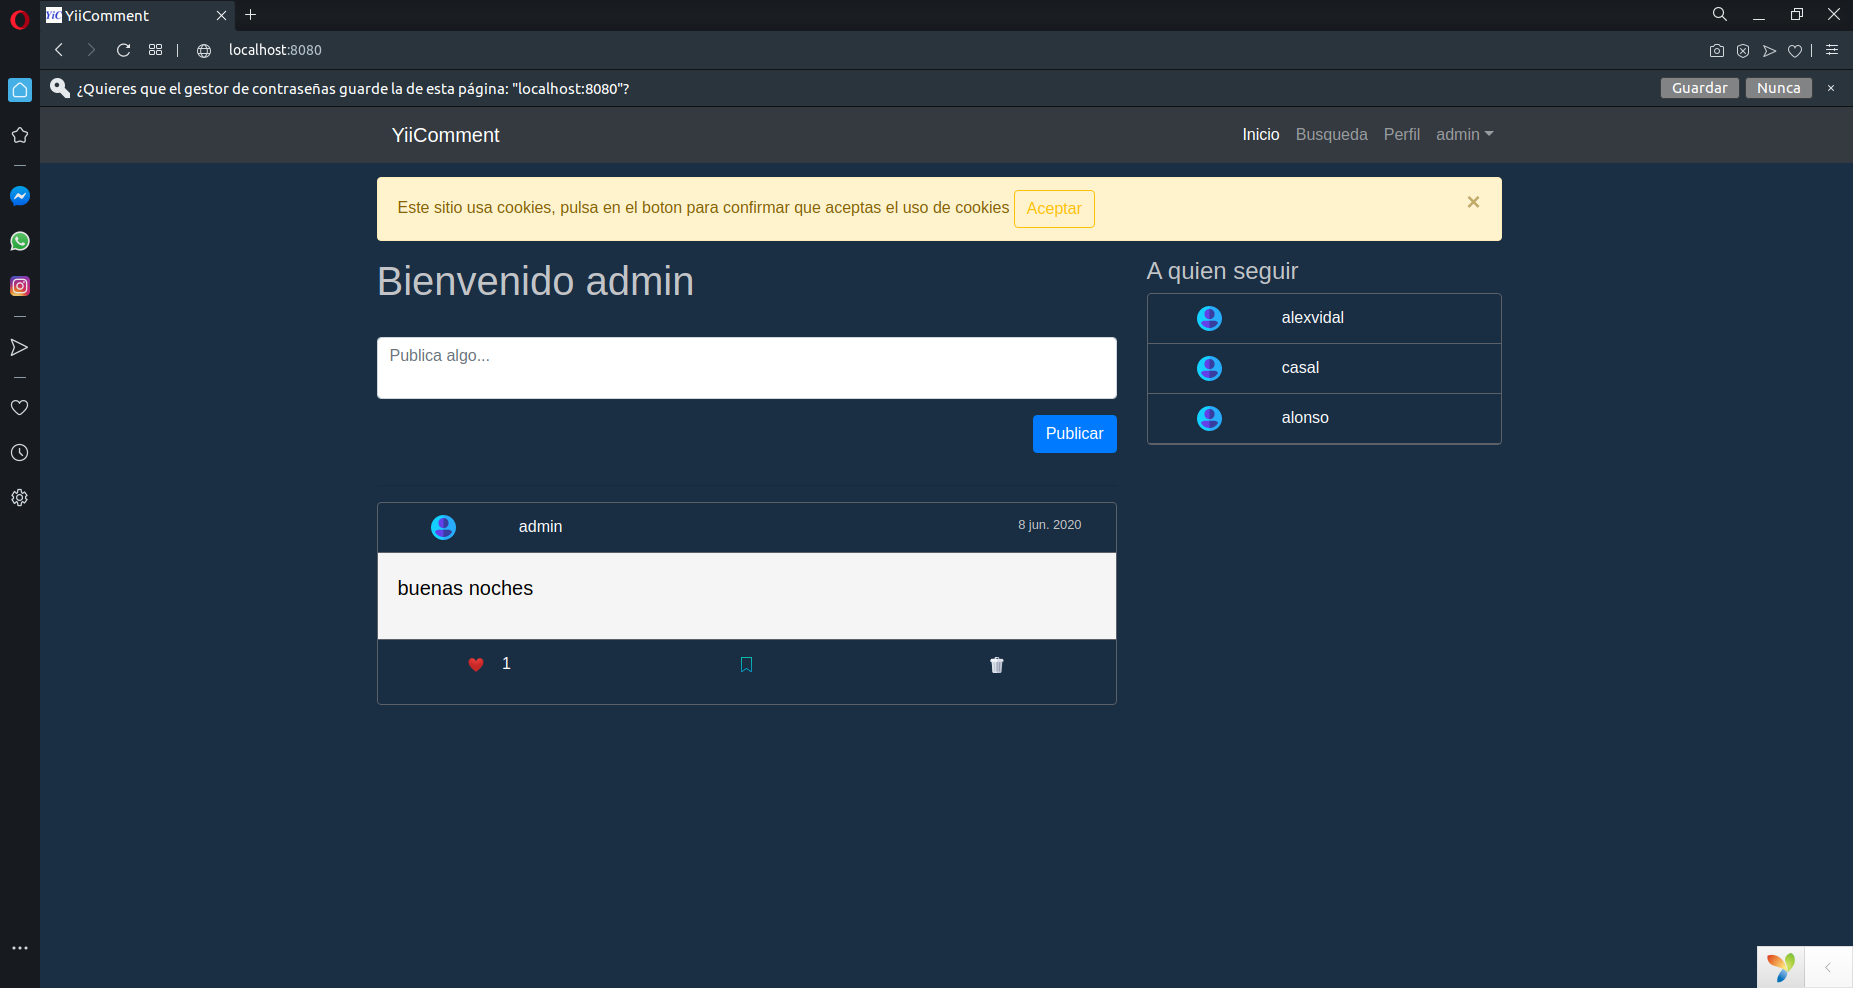 YiC YiiComment
localhost:8080
¿Quieres que el gestor de contraseñas guarde la de esta página: "localhost:8080"? Guardar Nunca
YiiComment Inicio Busqueda Perfil admin
Este sitio usa cookies, pulsa en el boton para confirmar que aceptas el uso de cookies Aceptar ×
Bienvenido admin
A quien seguir
alexvidal
casal
alonso
Publica algo...
Publicar
admin 8 jun. 2020
buenas noches
1